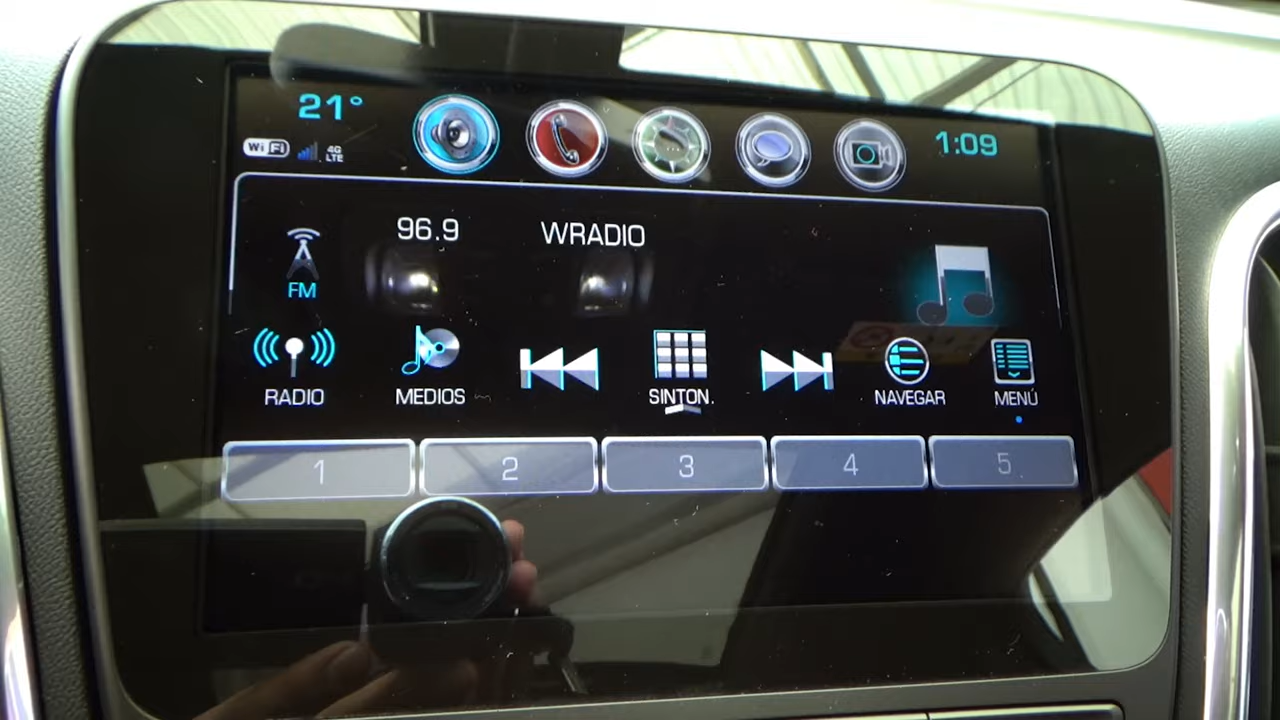 21°
1:09
WiFi
4G
LTE
96.9
WRADIO
FM
RADIO
MEDIOS
SINTON.
NAVEGAR
MENÚ
1
2
3
4
5